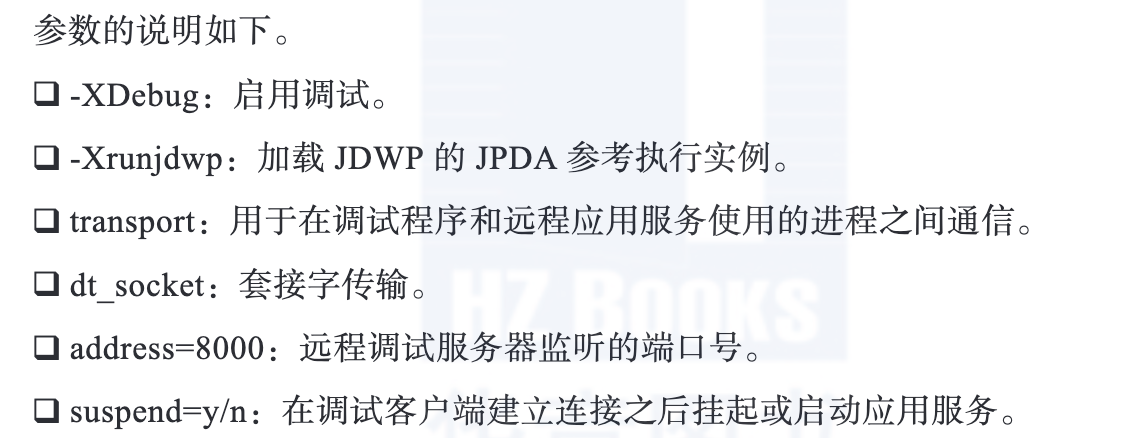 参数的说明如下。
❑ -XDebug：启用调试。
❑ -Xrunjdwp：加载 JDWP 的 JPDA 参考执行实例。
❑ transport：用于在调试程序和远程应用服务使用的进程之间通信。
❑ dt_socket：套接字传输。
❑ address=8000：远程调试服务器监听的端口号。
❑ suspend=y/n：在调试客户端建立连接之后挂起或启动应用服务。
HZ BOOKS